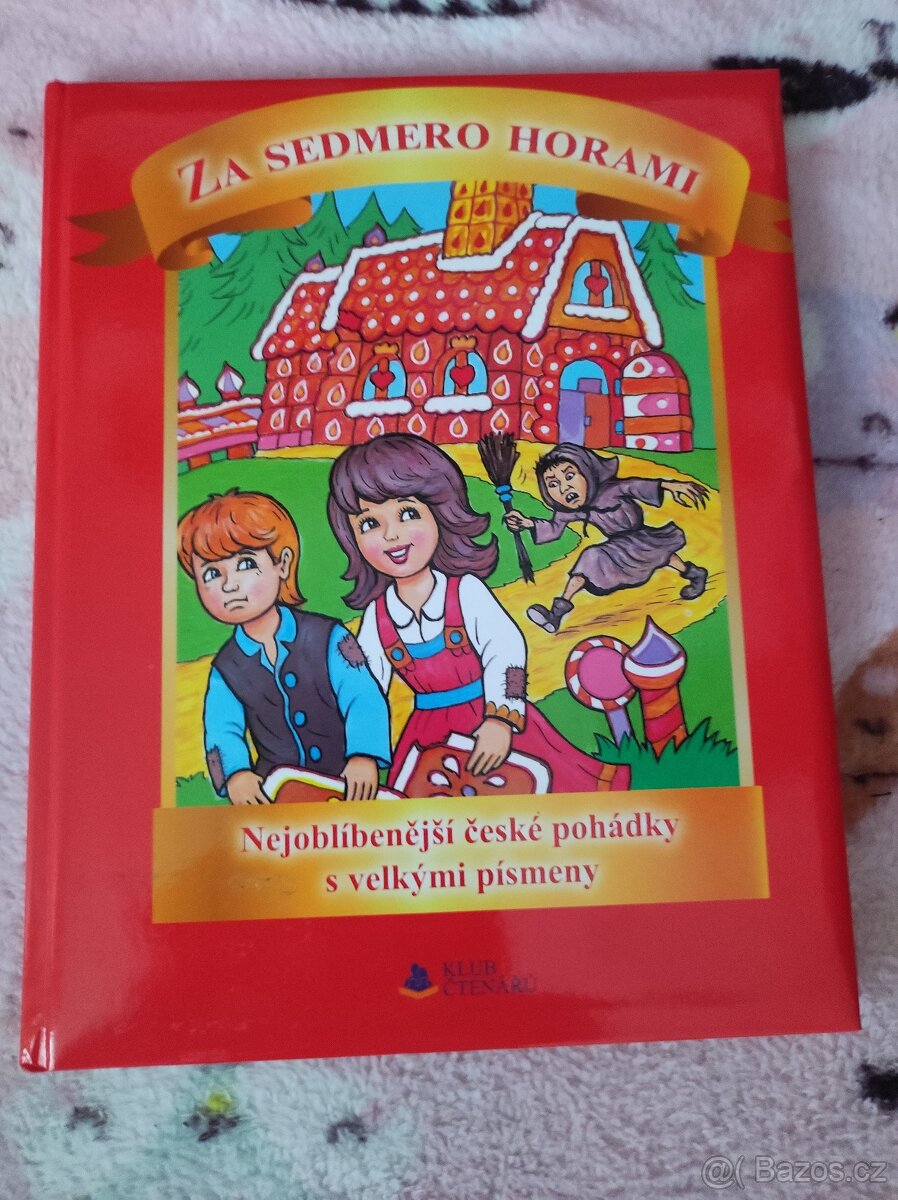 ZA SEDMERO HORAMI
Nejoblíbenější české pohádky
s velkými písmeny
KLUB
ČTENÁŘŮ
@( Bazos.cz